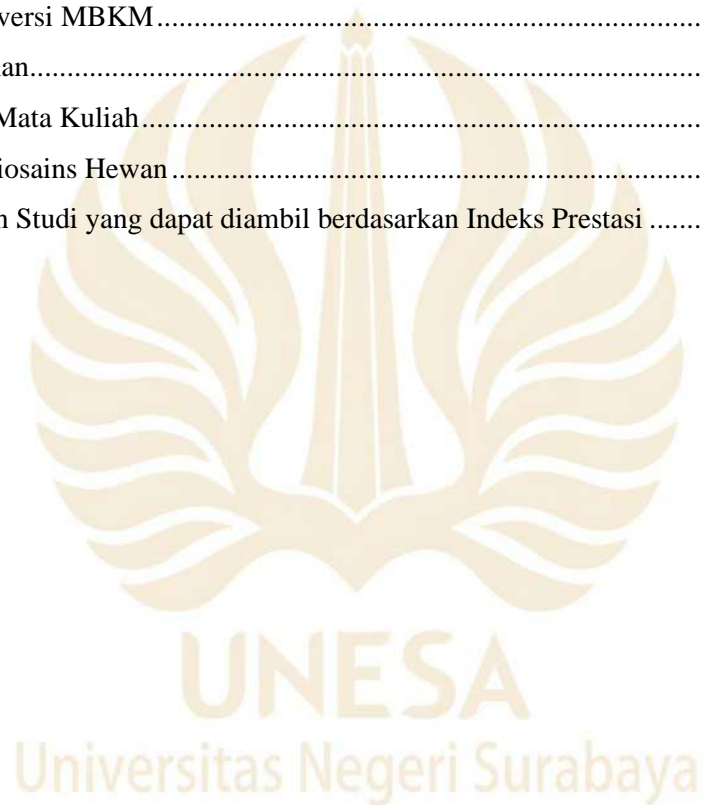 versi MBKM ........................................................................................
an........................................................................................................
Mata Kuliah..........................................................................................
iosains Hewan.....................................................................................
n Studi yang dapat diambil berdasarkan Indeks Prestasi .......
UNESA
Universitas Negeri Surabaya